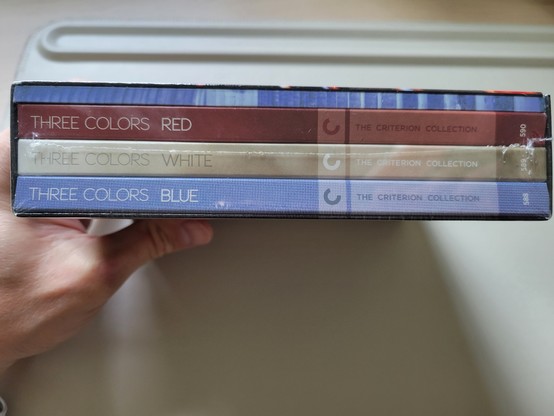 THREE COLORS RED THE CRITERION COLLECTION 590
THREE COLORS WHITE THE CRITERION COLLECTION 589
THREE COLORS BLUE THE CRITERION COLLECTION 588